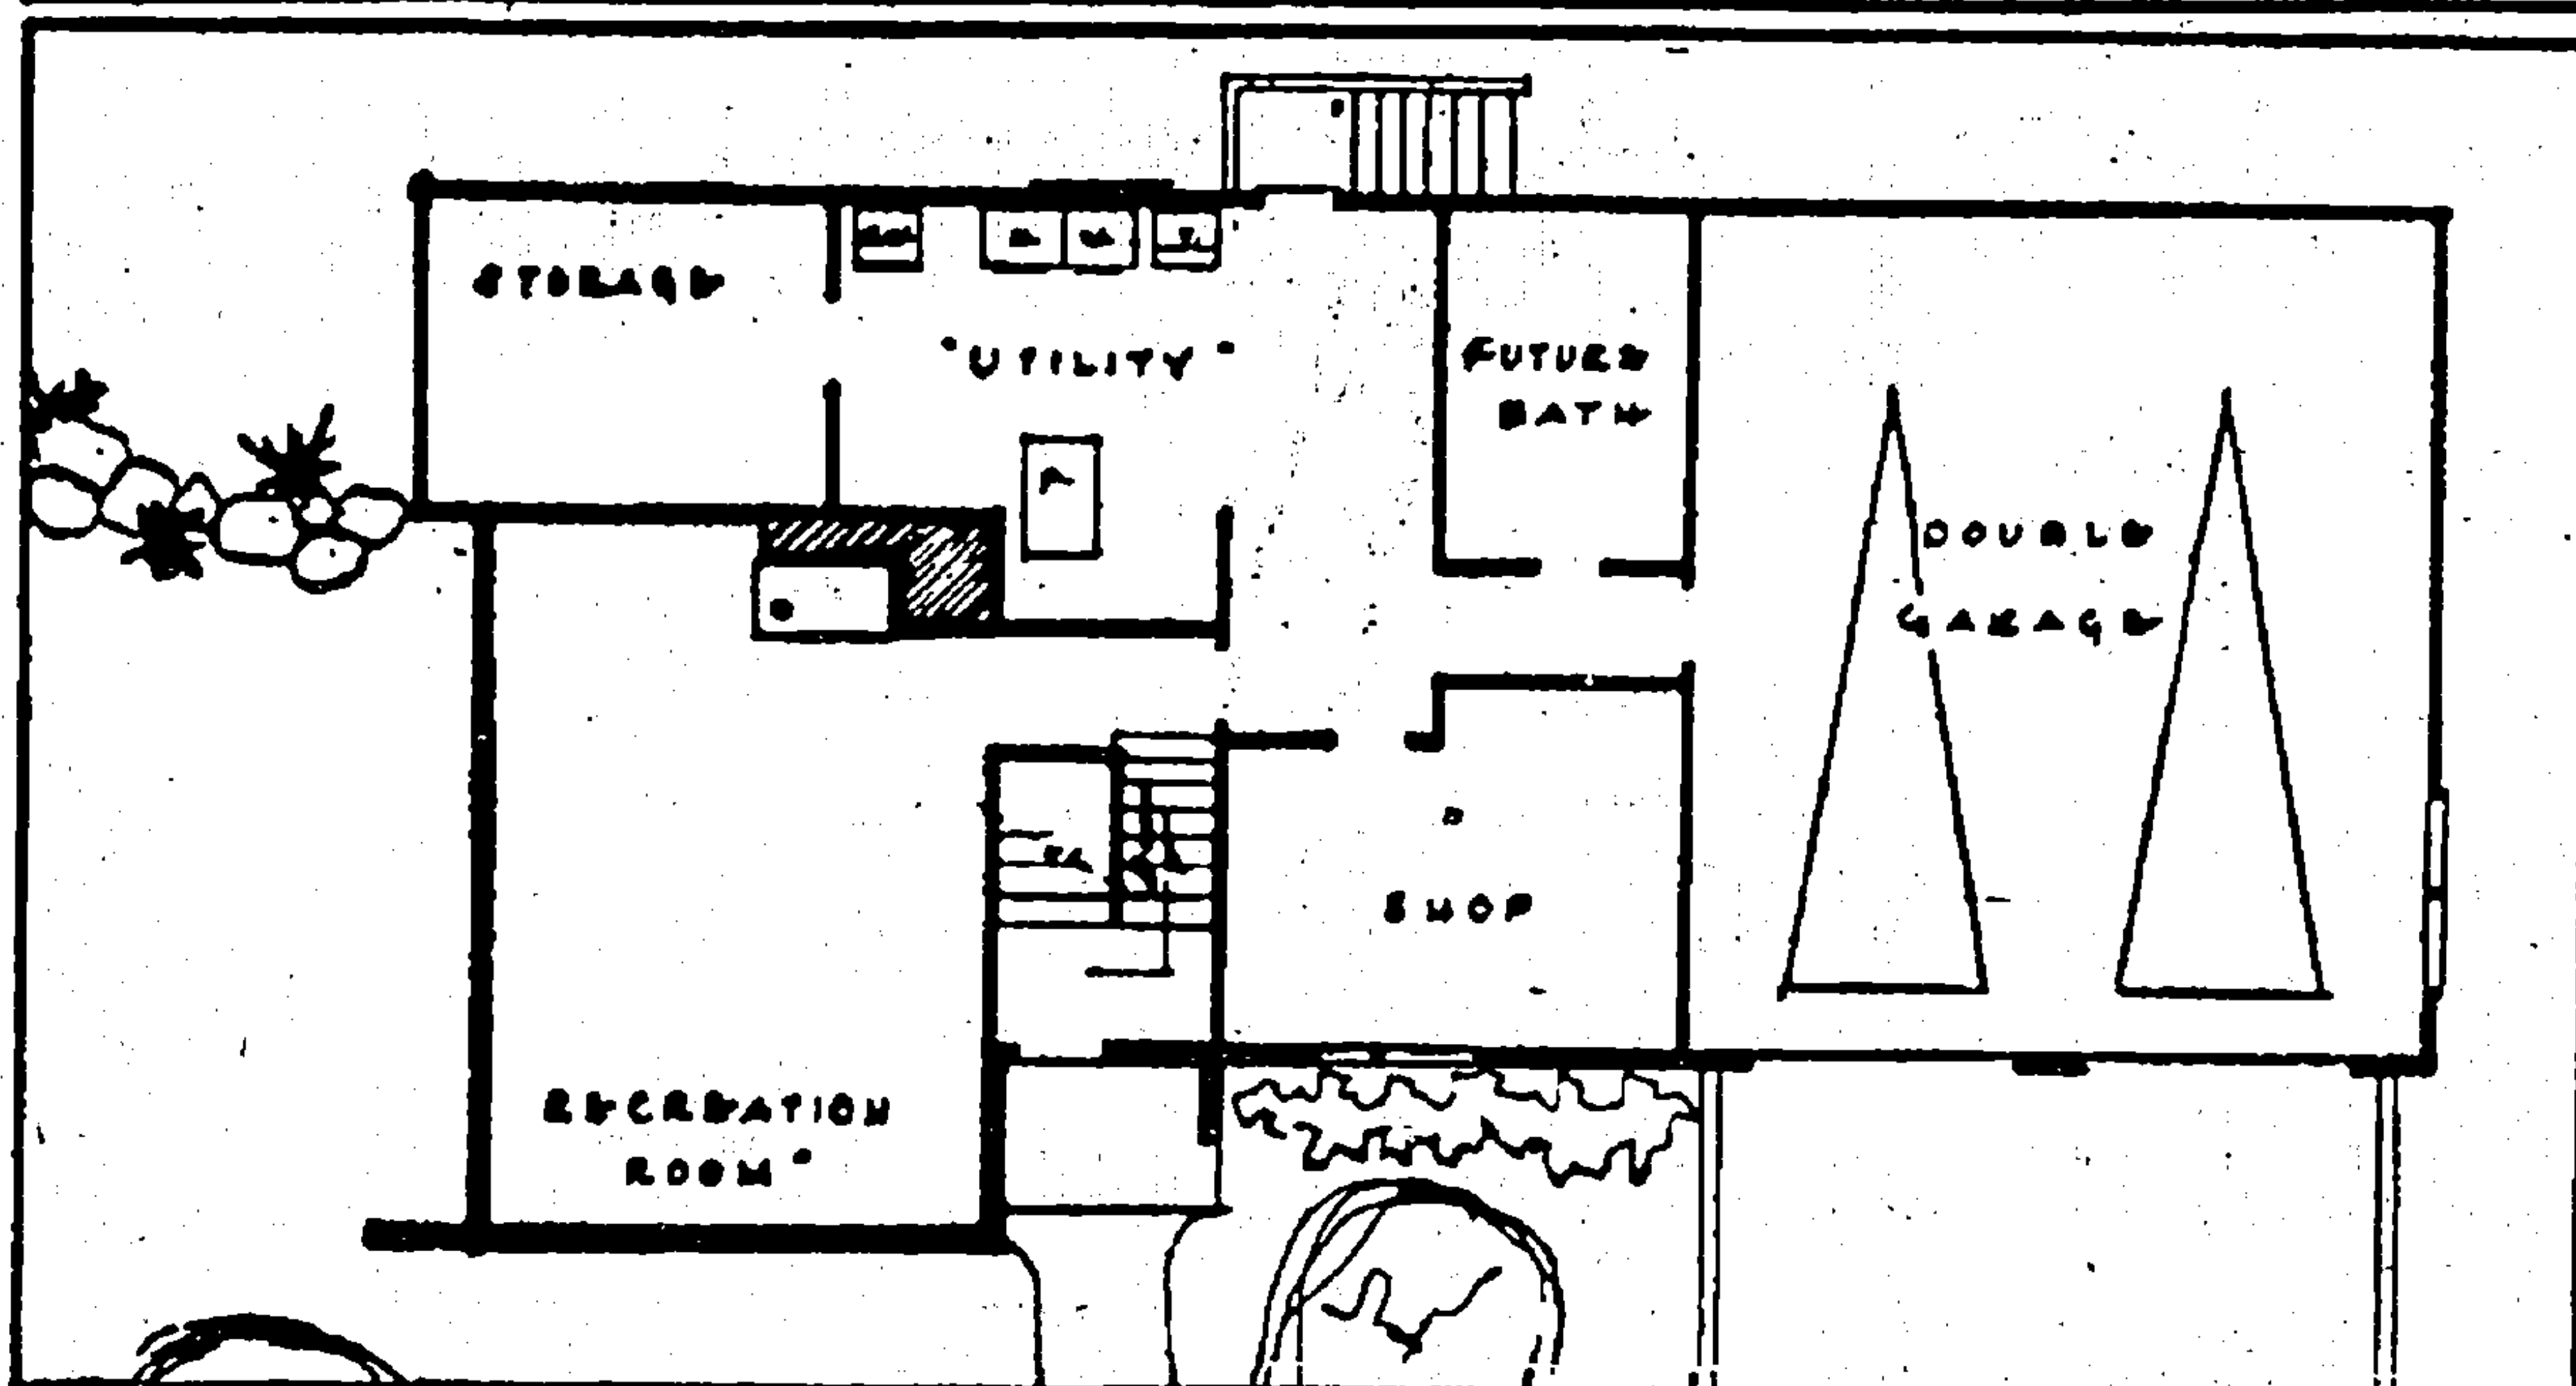 STORAGE
"UTILITY"
FUTURE
BATH
DOUBLE
GARAGE
SHOP
RECREATION
ROOM"